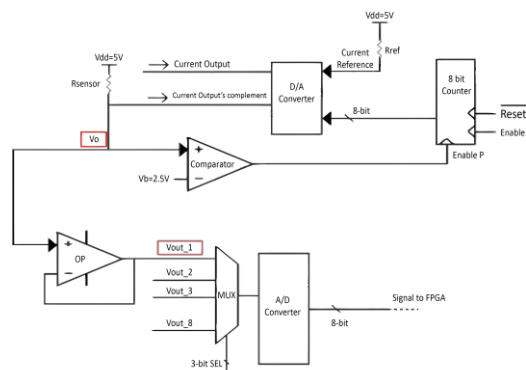 Vdd=5V
Rref
Vdd=5V
Rsensor
Current Output
Current
Reference
D/A
Converter
8 bit
Counter
Current Output's complement
8-bit
Reset
Enable
Enable P
Vo
+
−
Comparator
Vb=2.5V
+
−
OP
Vout_1
Vout_2
Vout_3
Vout_8
MUX
A/D
Converter
8-bit
Signal to FPGA
3-bit SEL